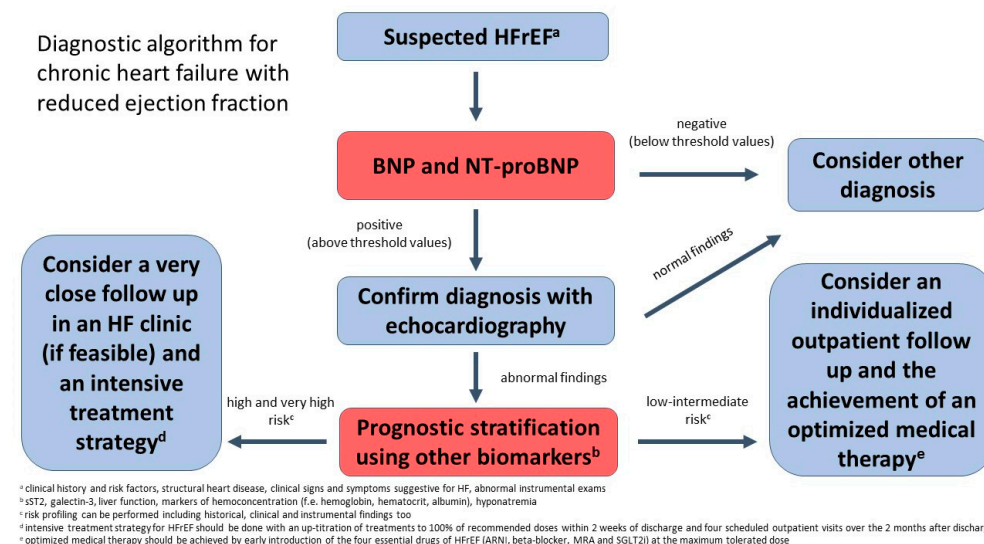 Diagnostic algorithm for
chronic heart failure with
reduced ejection fraction
Suspected HFrEFᵃ
BNP and NT-proBNP
negative
(below threshold values)
Consider other
diagnosis
positive
(above threshold values)
normal findings
Confirm diagnosis with
echocardiography
abnormal findings
Consider a very
close follow up
in an HF clinic
(if feasible) and
an intensive
treatment
strategyᵈ
high and very high
riskᶜ
Prognostic stratification
using other biomarkersᵇ
low-intermediate
riskᶜ
Consider an
individualized
outpatient follow
up and the
achievement of an
optimized medical
therapyᵉ
ᵃ clinical history and risk factors, structural heart disease, clinical signs and symptoms suggestive for HF, abnormal instrumental exams
ᵇ sST2, galectin-3, liver function, markers of hemoconcentration (f.e. hemoglobin, hematocrit, albumin), hyponatremia
ᶜ risk profiling can be performed including historical, clinical and instrumental findings too
ᵈ intensive treatment strategy for HFrEF should be done with an up-titration of treatments to 100% of recommended doses within 2 weeks of discharge and four scheduled outpatient visits over the 2 months after
ᵉ optimized medical therapy should be achieved by early introduction of the four essential drugs of HFrEF (ARNI, beta-blocker, MRA and SGLT2i) at the maximum tolerated dose